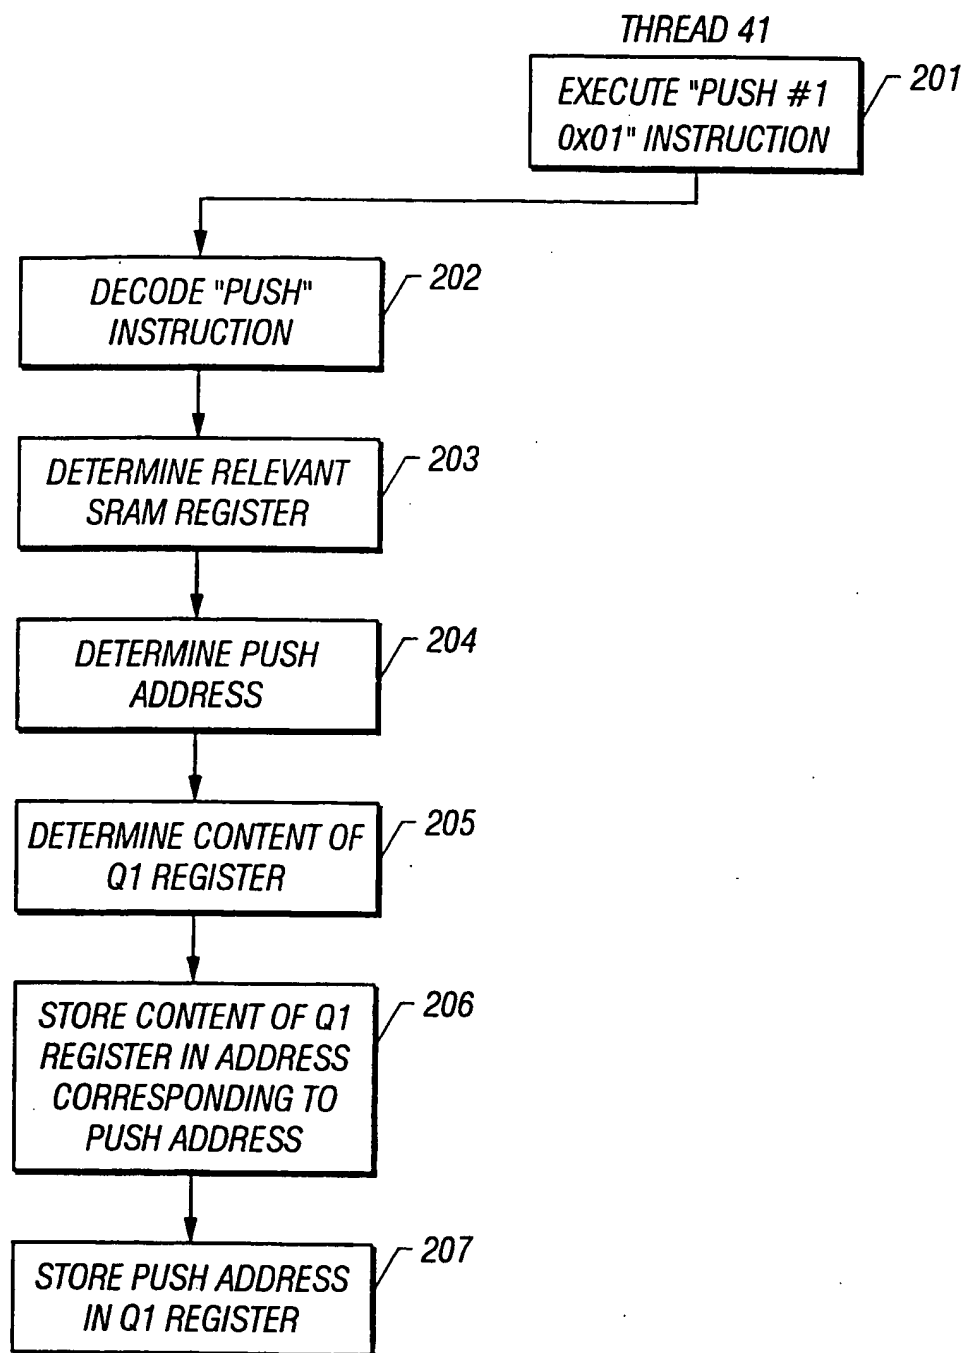 THREAD 41
EXECUTE "PUSH #1
0X01" INSTRUCTION
201
DECODE "PUSH"
INSTRUCTION
202
DETERMINE RELEVANT
SRAM REGISTER
203
DETERMINE PUSH
ADDRESS
204
DETERMINE CONTENT OF
Q1 REGISTER
205
STORE CONTENT OF Q1
REGISTER IN ADDRESS
CORRESPONDING TO
PUSH ADDRESS
206
STORE PUSH ADDRESS
IN Q1 REGISTER
207